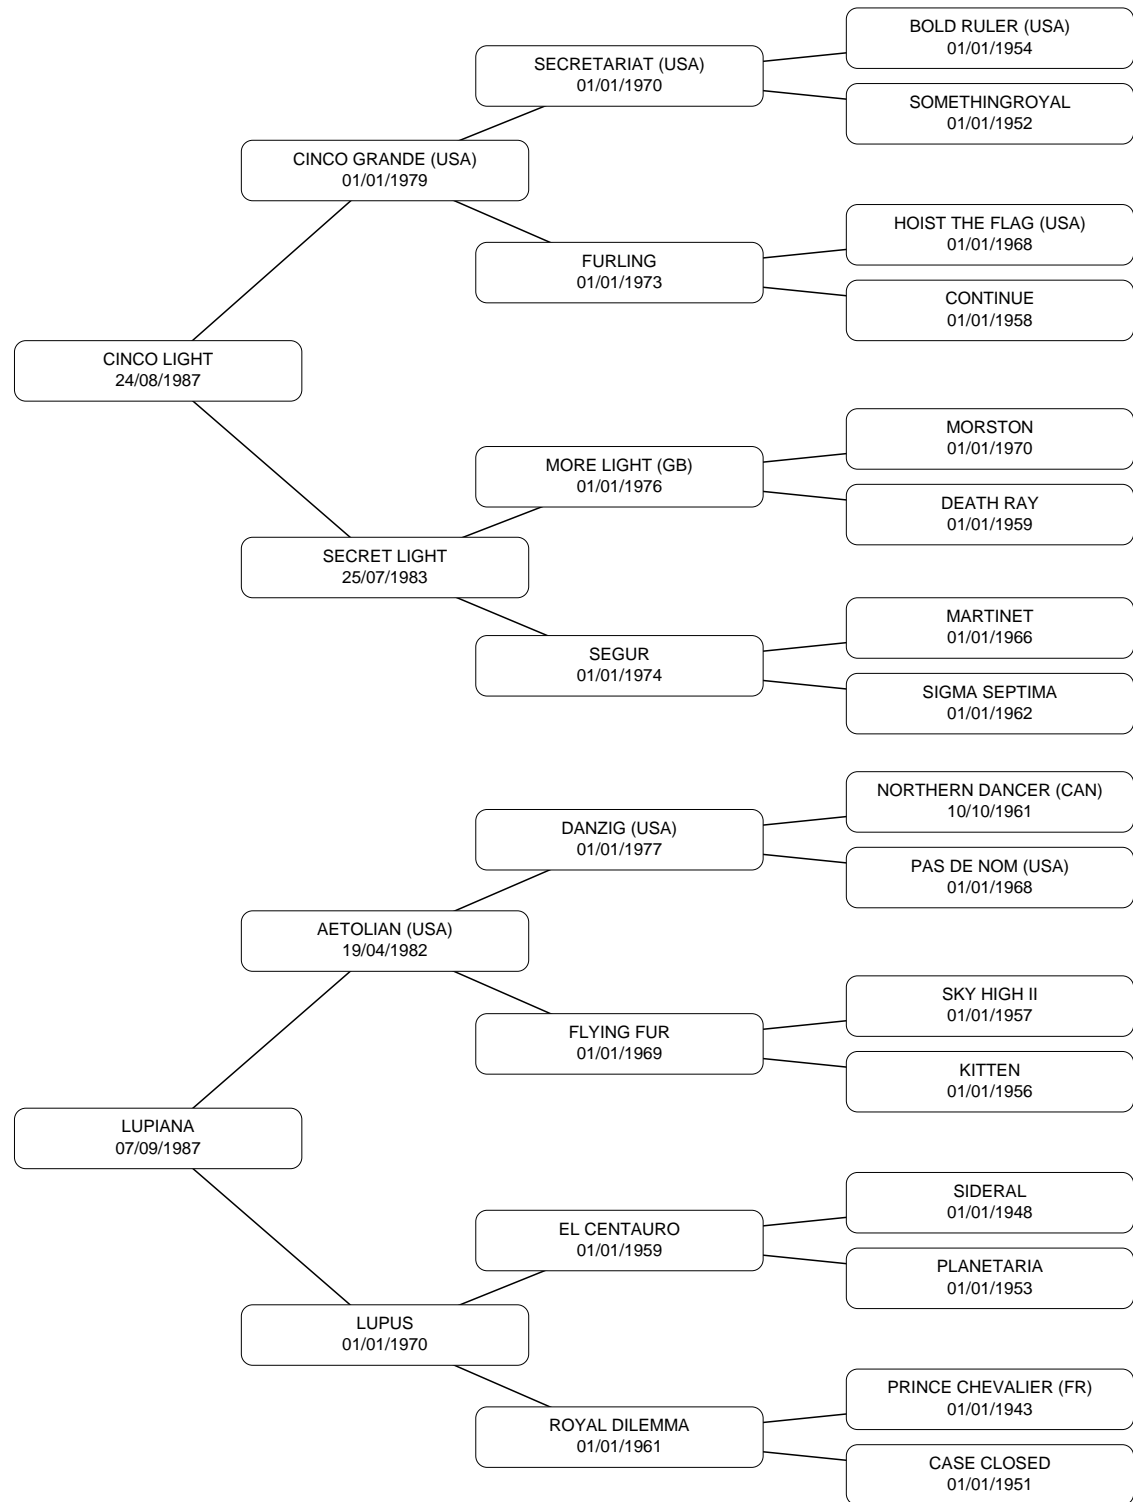 BOLD RULER (USA)
01/01/1954
SECRETARIAT (USA)
01/01/1970
SOMETHINGROYAL
01/01/1952
CINCO GRANDE (USA)
01/01/1979
HOIST THE FLAG (USA)
01/01/1968
FURLING
01/01/1973
CONTINUE
01/01/1958
CINCO LIGHT
24/08/1987
MORSTON
01/01/1970
MORE LIGHT (GB)
01/01/1976
DEATH RAY
01/01/1959
SECRET LIGHT
25/07/1983
MARTINET
01/01/1966
SEGUR
01/01/1974
SIGMA SEPTIMA
01/01/1962
NORTHERN DANCER (CAN)
10/10/1961
DANZIG (USA)
01/01/1977
PAS DE NOM (USA)
01/01/1968
AETOLIAN (USA)
19/04/1982
SKY HIGH II
01/01/1957
FLYING FUR
01/01/1969
KITTEN
01/01/1956
LUPIANA
07/09/1987
SIDERAL
01/01/1948
EL CENTAURO
01/01/1959
PLANETARIA
01/01/1953
LUPUS
01/01/1970
PRINCE CHEVALIER (FR)
01/01/1943
ROYAL DILEMMA
01/01/1961
CASE CLOSED
01/01/1951